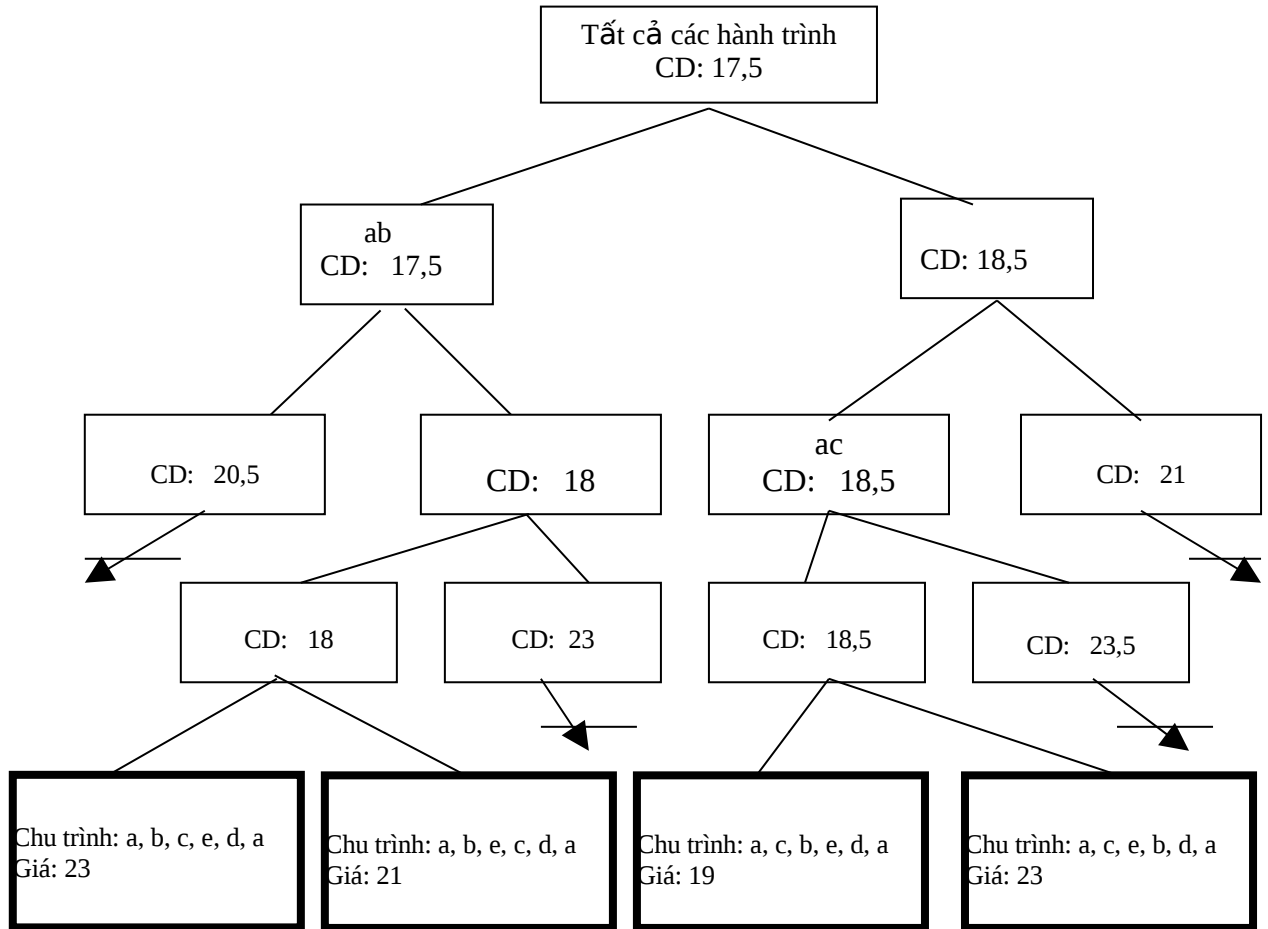 Tất cả các hành trình
CD: 17,5
ab
CD: 17,5
CD: 18,5
CD: 20,5
CD: 18
ac
CD: 18,5
CD: 21
CD: 18
CD: 23
CD: 18,5
CD: 23,5
Chu trình: a, b, c, e, d, a
Giá: 23
Chu trình: a, b, e, c, d, a
Giá: 21
Chu trình: a, c, b, e, d, a
Giá: 19
Chu trình: a, c, e, b, d, a
Giá: 23